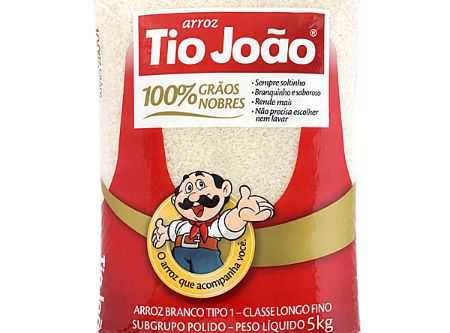 arroz
Tio João®
100% GRÃOS
NOBRES
• Sempre soltinho
• Branquinho e saboroso
• Rende mais
• Não precisa escolher
nem lavar
O arroz que acompanha você.
ARROZ BRANCO TIPO 1 – CLASSE LONGO FINO
SUBGRUPO POLIDO – PESO LÍQUIDO 5kg